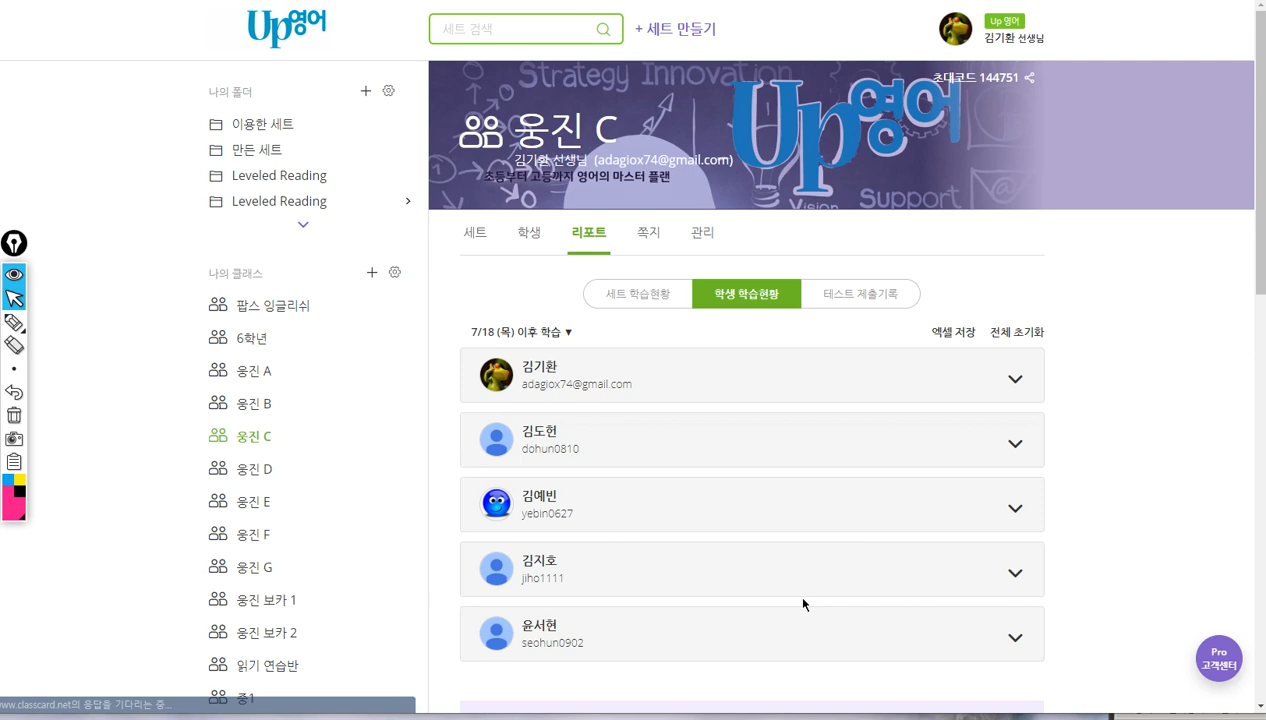 Up영어
세트 검색
+ 세트 만들기
Up 영어
김기환 선생님
나의 폴더
이용한 세트
만든 세트
Leveled Reading
Leveled Reading
나의 클래스
팝스 잉글리쉬
6학년
웅진 A
웅진 B
웅진 C
웅진 D
웅진 E
웅진 F
웅진 G
웅진 보카 1
웅진 보카 2
읽기 연습반
중1
Strategy Innovation
초대코드 144751
Up영어
웅진 C
김기환 선생님 (adagiox74@gmail.com)
초등부터 고등까지 영어의 마스터 플랜
Vision
Support
세트
학생
리포트
쪽지
관리
세트 학습현황
학생 학습현황
테스트 제출기록
7/18 (목) 이후 학습 ▼
엑셀 저장
전체 초기화
김기환
adagiox74@gmail.com
김도헌
dohun0810
김예빈
yebin0627
김지호
jiho1111
윤서현
seohun0902
Pro
고객센터
www.classcard.net의 응답을 기다리는 중...